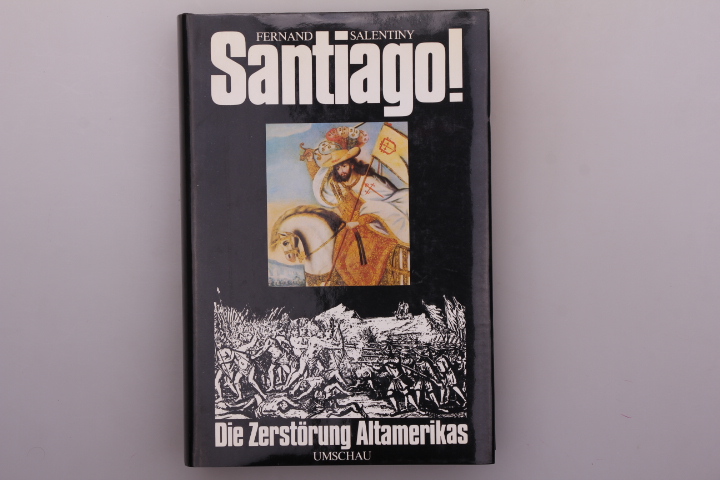 FERNAND SALENTINY
Santiago!
Die Zerstörung Altamerikas
UMSCHAU